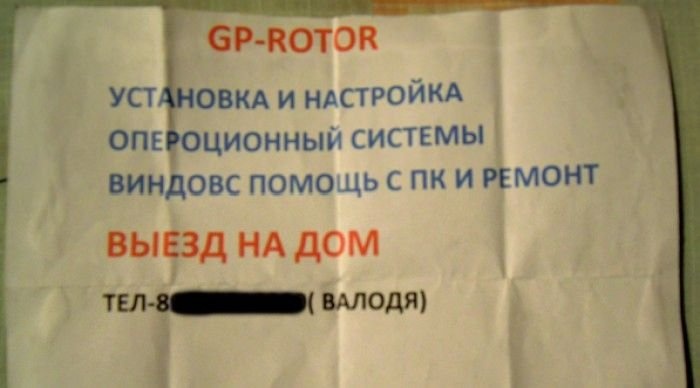 GP-ROTOR
УСТАНОВКА И НАСТРОЙКА
ОПЕРОЦИОННЫЙ СИСТЕМЫ
ВИНДОВС ПОМОЩЬ С ПК И РЕМОНТ
ВЫЕЗД НА ДОМ
ТЕЛ-8 ( ВАЛОДЯ)